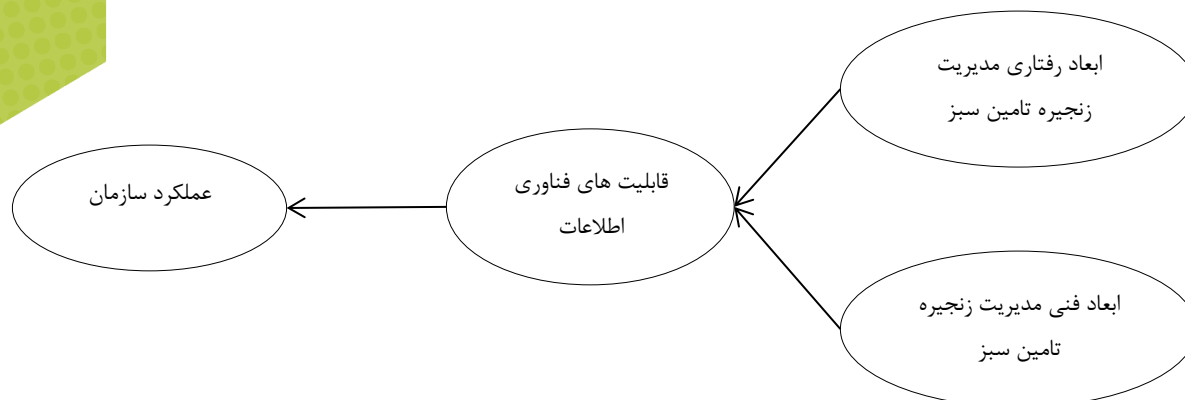 ابعاد رفتاری مدیریت
زنجیره تامین سبز
قابلیت های فناوری
اطلاعات
عملکرد سازمان
ابعاد فنی مدیریت زنجیره
تامین سبز